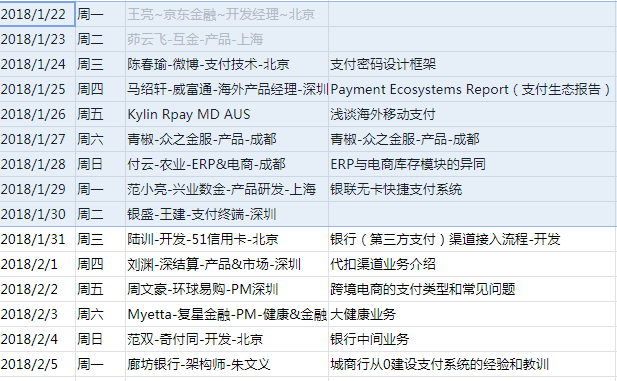 2018/1/22 周一 王亮~京东金融~开发经理~北京
2018/1/23 周二 茆云飞-互金-产品-上海
2018/1/24 周三 陈春瑜-微博-支付技术-北京 支付密码设计框架
2018/1/25 周四 马绍轩-威富通-海外产品经理-深圳 Payment Ecosystems Report（支付生态报告）
2018/1/26 周五 Kylin Rpay MD AUS 浅谈海外移动支付
2018/1/27 周六 青椒-众之金服-产品-成都 青椒-众之金服-产品-成都
2018/1/28 周日 付云-农业-ERP&电商-成都 ERP与电商库存模块的异同
2018/1/29 周一 范小亮-兴业数金-产品研发-上海 银联无卡快捷支付系统
2018/1/30 周二 银盛-王建-支付终端-深圳
2018/1/31 周三 陆训-开发-51信用卡-北京 银行（第三方支付）渠道接入流程-开发
2018/2/1 周四 刘渊-深结算-产品&市场-深圳 代扣渠道业务介绍
2018/2/2 周五 周文豪-环球易购-PM深圳 跨境电商的支付类型和常见问题
2018/2/3 周六 Myetta-复星金融-PM-健康&金融 大健康业务
2018/2/4 周日 范双-奇付同-开发-北京 银行中间业务
2018/2/5 周一 廊坊银行-架构师-朱文义 城商行从0建设支付系统的经验和教训